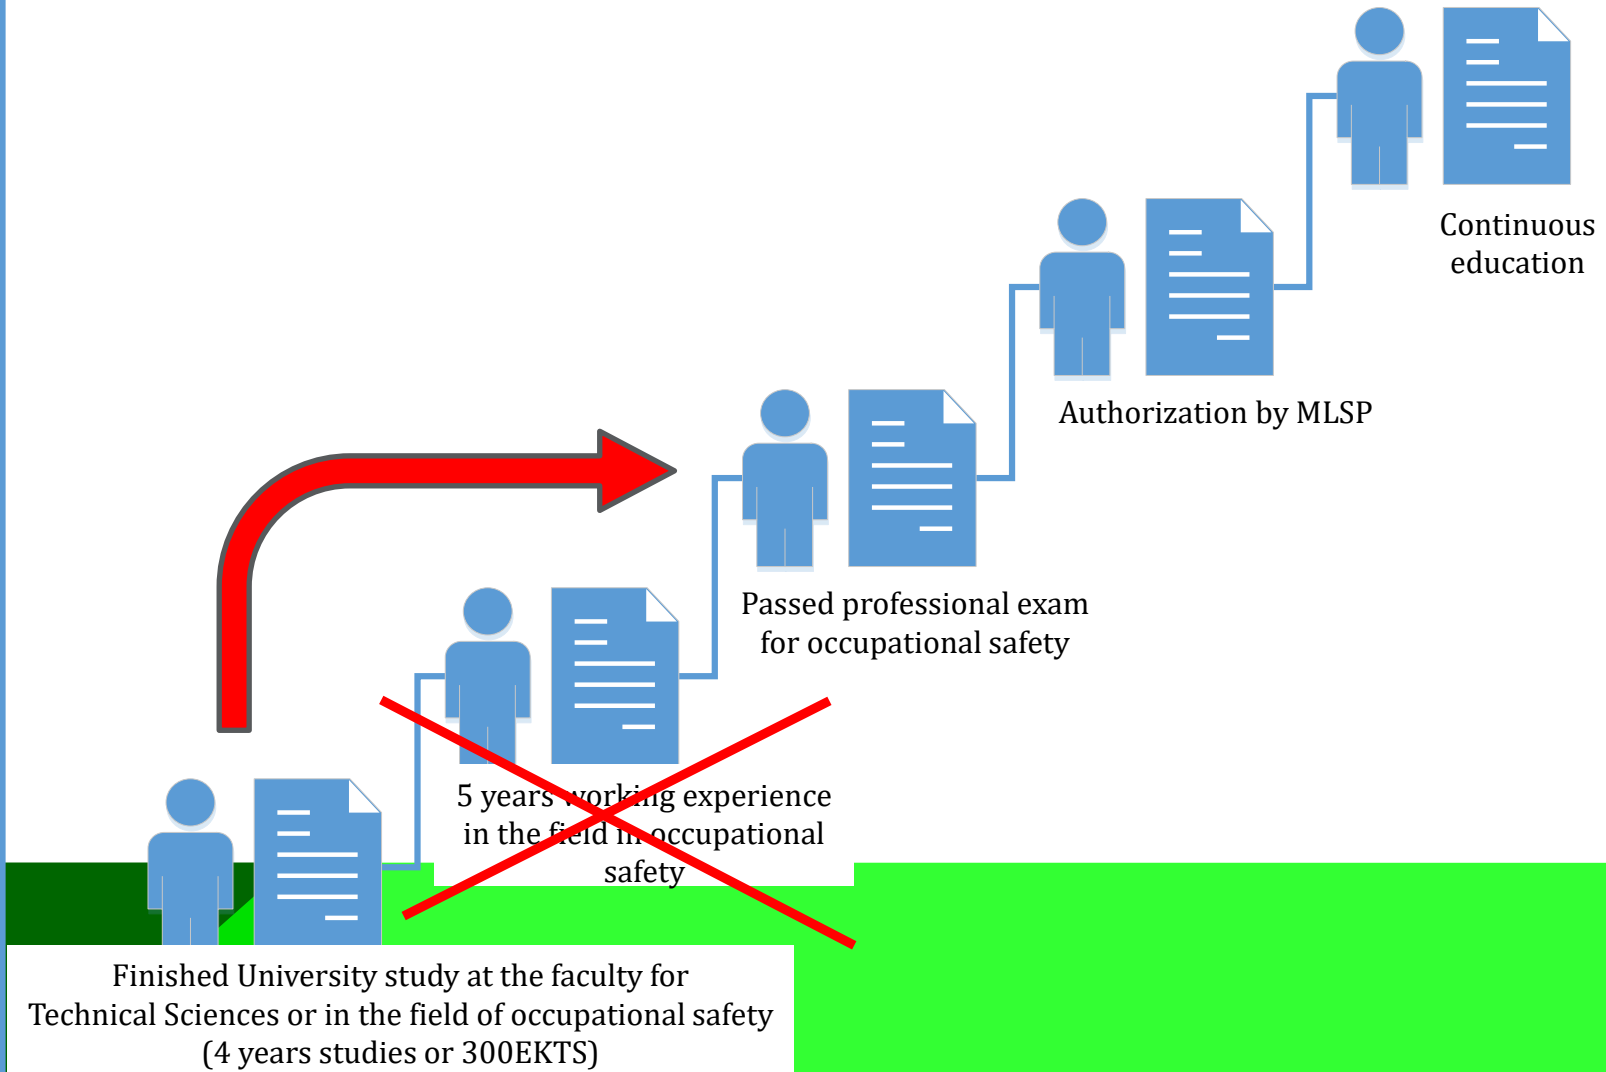 Continuous
education
Authorization by MLSP
Passed professional exam
for occupational safety
5 years working experience
in the field in occupational
safety
Finished University study at the faculty for
Technical Sciences or in the field of occupational safety
(4 years studies or 300EKTS)